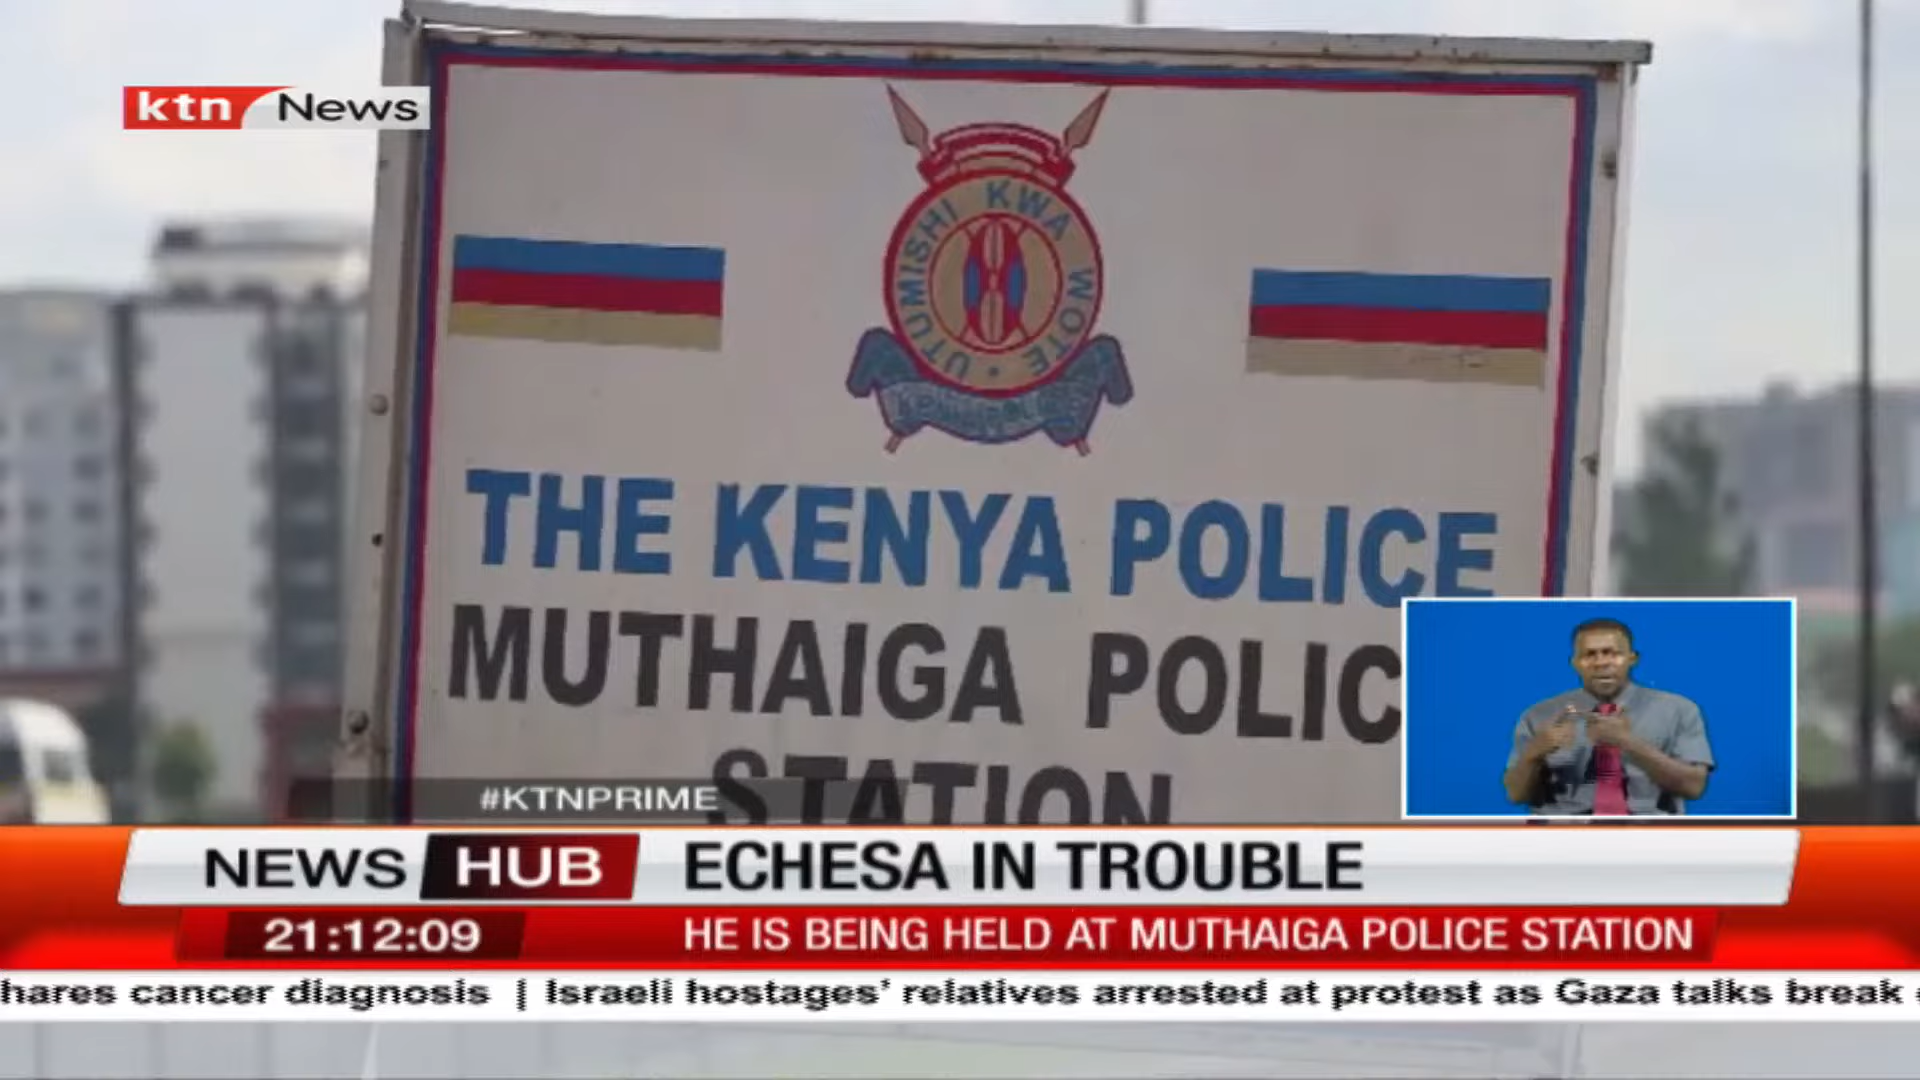 ktn News
UTUMISHI KWA WOTE
THE KENYA POLICE
MUTHAIGA POLIC
STATION
#KTNPRIME
NEWS HUB ECHESA IN TROUBLE
21:12:09 HE IS BEING HELD AT MUTHAIGA POLICE STATION
hares cancer diagnosis | Israeli hostages' relatives arrested at protest as Gaza talks break